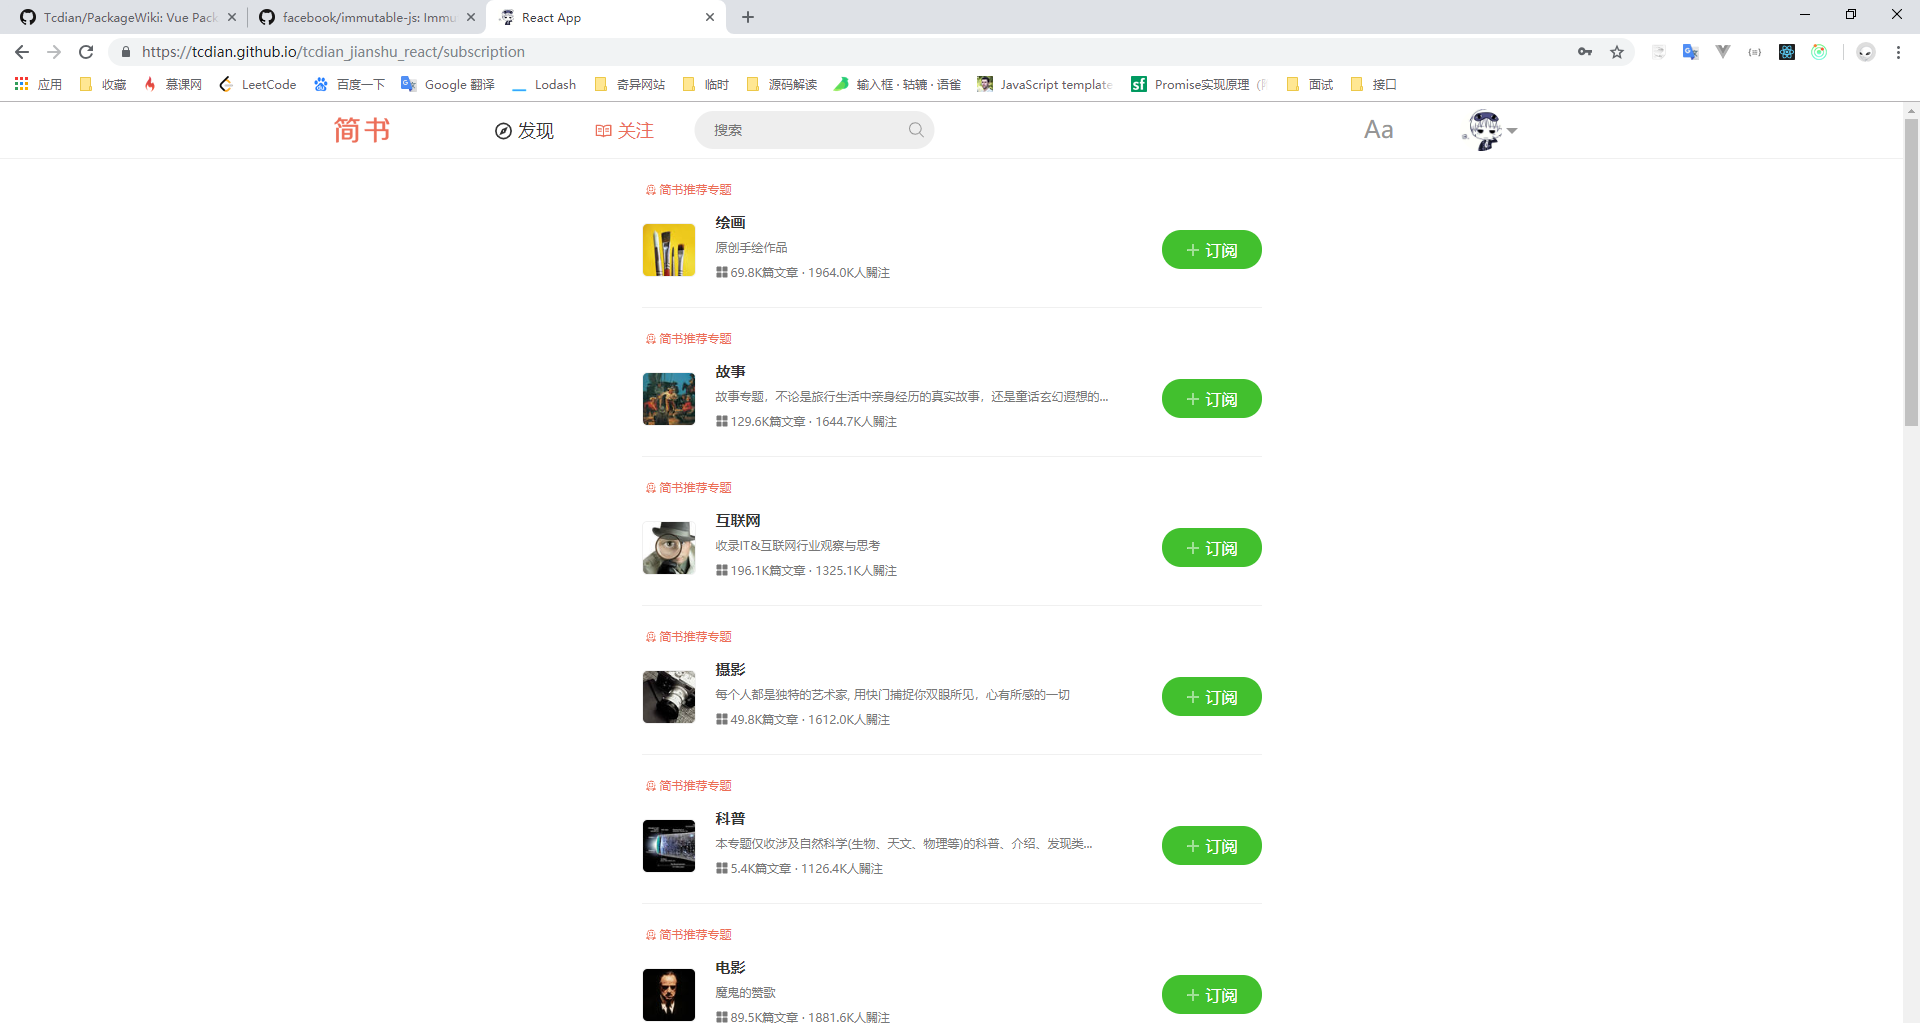 Tcdian/PackageWiki: Vue Pack
facebook/immutable-js: Immu
React App
https://tcdian.github.io/tcdian_jianshu_react/subscription
应用 收藏 慕课网 LeetCode 百度一下 Google 翻译 Lodash 奇异网站 临时 源码解读 输入框 · 轱辘 · 语雀 JavaScript template Promise实现原理 面试 接口
简书 发现 关注 搜索 Aa
简书推荐专题
绘画
原创手绘作品
69.8K篇文章 · 1964.0K人關注
+ 订阅
简书推荐专题
故事
故事专题，不论是旅行生活中亲身经历的真实故事，还是童话玄幻遐想的...
129.6K篇文章 · 1644.7K人關注
+ 订阅
简书推荐专题
互联网
收录IT&互联网行业观察与思考
196.1K篇文章 · 1325.1K人關注
+ 订阅
简书推荐专题
摄影
每个人都是独特的艺术家, 用快门捕捉你双眼所见，心有所感的一切
49.8K篇文章 · 1612.0K人關注
+ 订阅
简书推荐专题
科普
本专题仅收涉及自然科学(生物、天文、物理等)的科普、介绍、发现类...
5.4K篇文章 · 1126.4K人關注
+ 订阅
简书推荐专题
电影
魔鬼的赞歌
89.5K篇文章 · 1881.6K人關注
+ 订阅